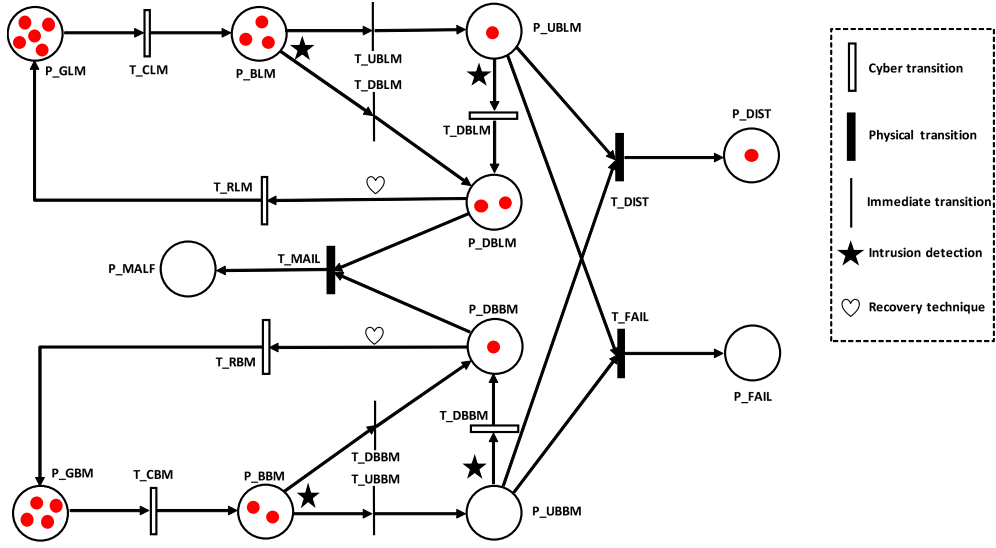 P_GLM
T_CLM
P_BLM
T_UBLM
P_UBLM
T_DBLM
T_DBLM
P_DIST
T_RLM
T_DIST
P_DBLM
P_MALF
T_MAIL
P_DBBM
T_FAIL
T_RBM
P_FAIL
T_DBBM
T_DBBM
P_GBM
T_CBM
P_BBM
T_UBBM
P_UBBM
Cyber transition
Physical transition
Immediate transition
Intrusion detection
Recovery technique